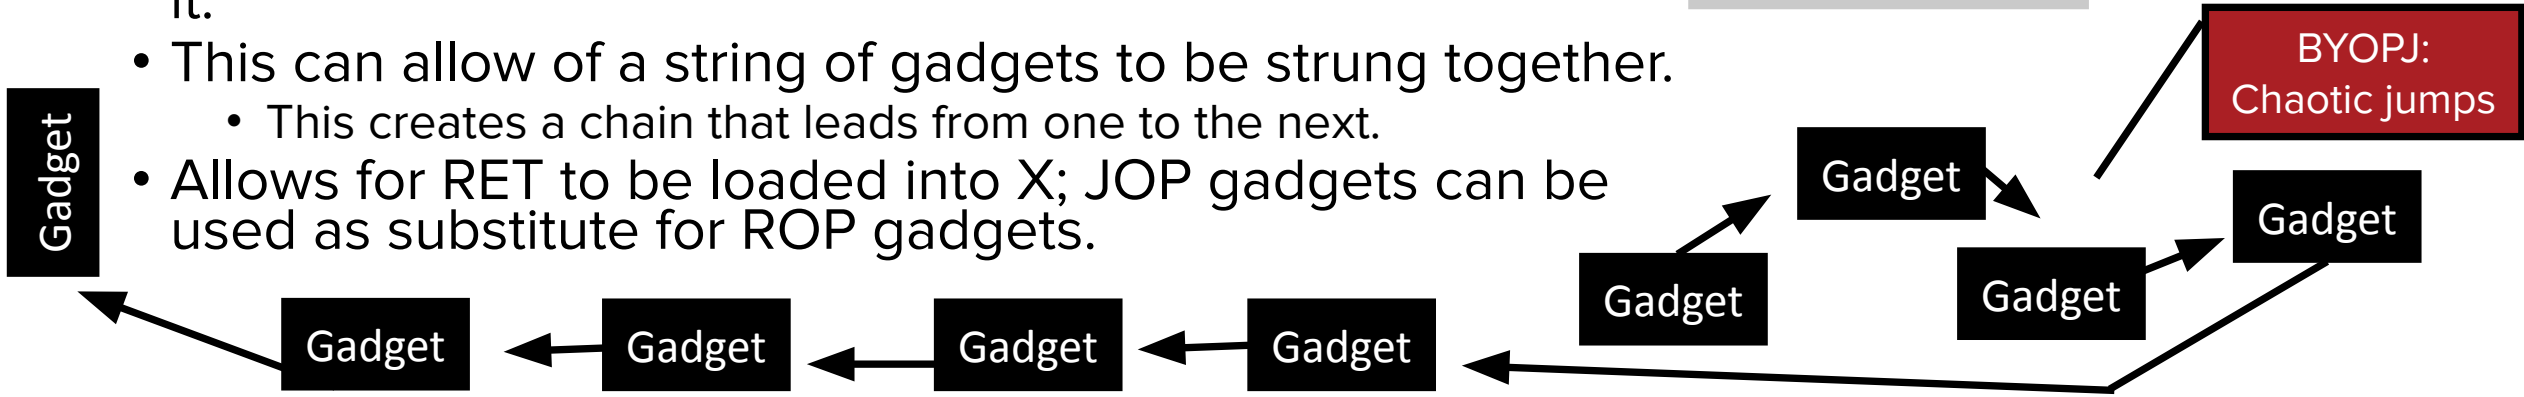 it.
• This can allow of a string of gadgets to be strung together.
• This creates a chain that leads from one to the next.
• Allows for RET to be loaded into X; JOP gadgets can be
used as substitute for ROP gadgets.
BYOPJ:
Chaotic jumps
Gadget
Gadget
Gadget
Gadget
Gadget
Gadget
Gadget
Gadget
Gadget